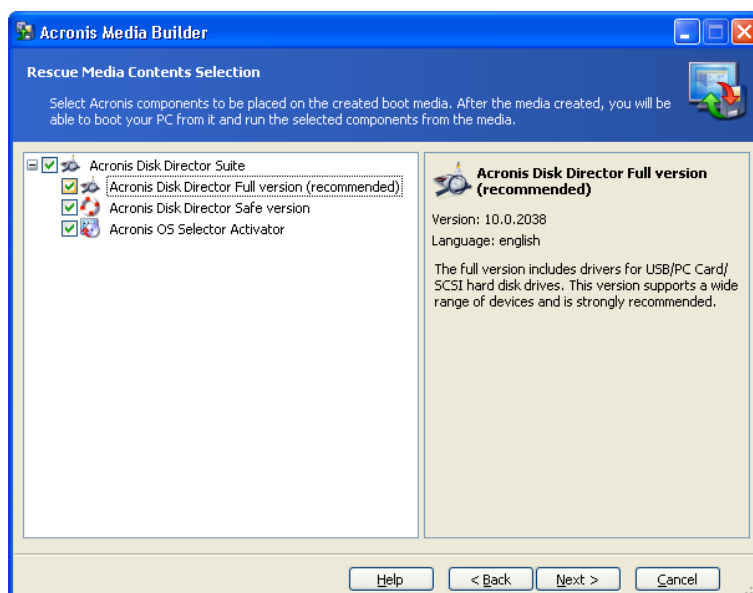 Acronis Media Builder
Rescue Media Contents Selection
Select Acronis components to be placed on the created boot media. After the media created, you will be
able to boot your PC from it and run the selected components from the media.
Acronis Disk Director Suite
Acronis Disk Director Full version (recommended)
Acronis Disk Director Safe version
Acronis OS Selector Activator
Acronis Disk Director Full version
(recommended)
Version: 10.0.2038
Language: english
The full version includes drivers for USB/PC Card/
SCSI hard disk drives. This version supports a wide
range of devices and is strongly recommended.
Help
< Back
Next >
Cancel